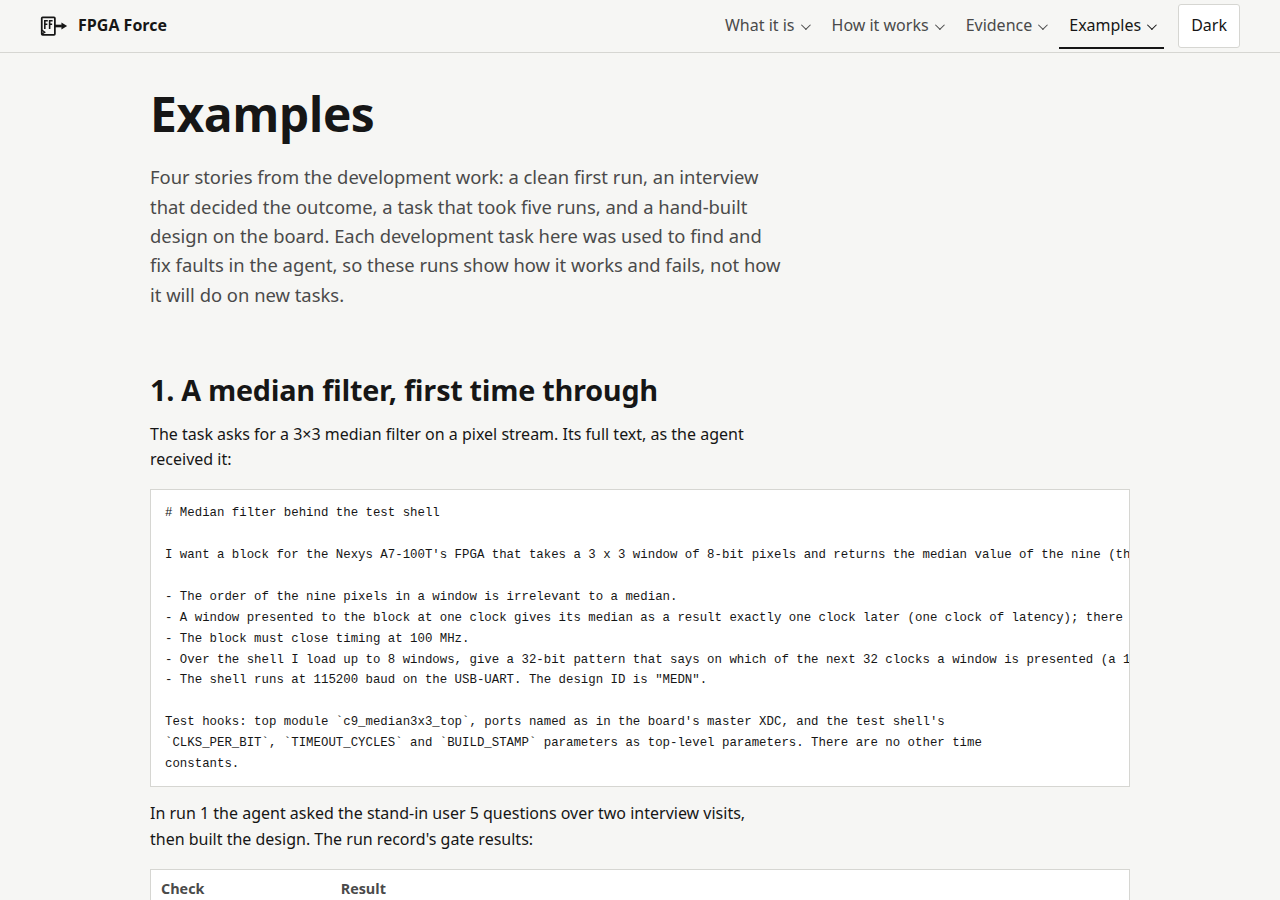 FPGA Force
What it is
How it works
Evidence
Examples
Dark
Examples
Four stories from the development work: a clean first run, an interview
that decided the outcome, a task that took five runs, and a hand-built
design on the board. Each development task here was used to find and
fix faults in the agent, so these runs show how it works and fails, not how
it will do on new tasks.
1. A median filter, first time through
The task asks for a 3×3 median filter on a pixel stream. Its full text, as the agent
received it:
# Median filter behind the test shell
I want a block for the Nexys A7-100T's FPGA that takes a 3 x 3 window of 8-bit pixels and returns the median value of the nine (th
- The order of the nine pixels in a window is irrelevant to a median.
- A window presented to the block at one clock gives its median as a result exactly one clock later (one clock of latency); there
- The block must close timing at 100 MHz.
- Over the shell I load up to 8 windows, give a 32-bit pattern that says on which of the next 32 clocks a window is presented (a 1
- The shell runs at 115200 baud on the USB-UART. The design ID is "MEDN".
Test hooks: top module `c9_median3x3_top`, ports named as in the board's master XDC, and the test shell's
`CLKS_PER_BIT`, `TIMEOUT_CYCLES` and `BUILD_STAMP` parameters as top-level parameters. There are no other time
constants.
In run 1 the agent asked the stand-in user 5 questions over two interview visits,
then built the design. The run record's gate results:
Check
Result